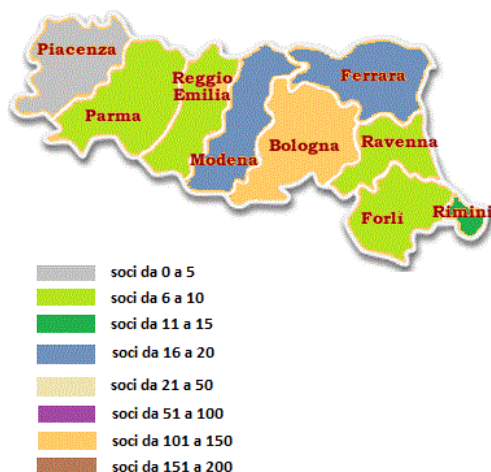 Piacenza
Parma
Reggio
Emilia
Modena
Bologna
Ferrara
Ravenna
Forlí
Rimini
soci da 0 a 5
soci da 6 a 10
soci da 11 a 15
soci da 16 a 20
soci da 21 a 50
soci da 51 a 100
soci da 101 a 150
soci da 151 a 200